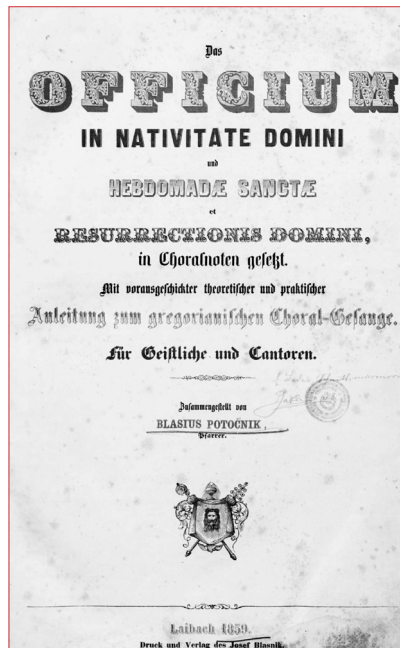 Das
OFFICIUM
IN NATIVITATE DOMINI
und
HEBDOMADÆ SANCTÆ
et
RESURRECTIONIS DOMINI,
in Choralnoten gesetzt.
Mit vorausgeschickter theoretischer und praktischer
Anleitung zum gregorianischen Choral-Gesange.
Für Geistliche und Cantoren.
Zusammengestellt von
BLASIUS POTOČNIK,
Pfarrer.
Laibach 1859.
Druck und Verlag des Josef Blasnik.